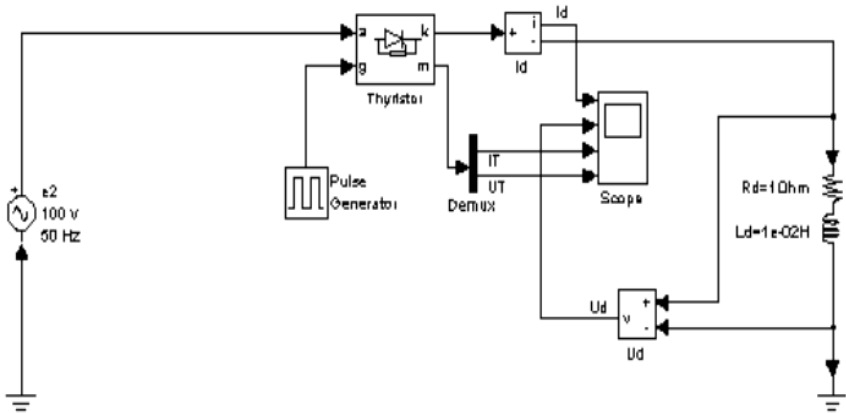 Id
a
k
i
+
-
Id
g
m
Thyristor
Pulse
Generator
IT
UT
Demux
Scope
+
e2
100 v
50 Hz
Rd=1Ohm
Ld=1e-02H
Ud
+
v
-
Ud